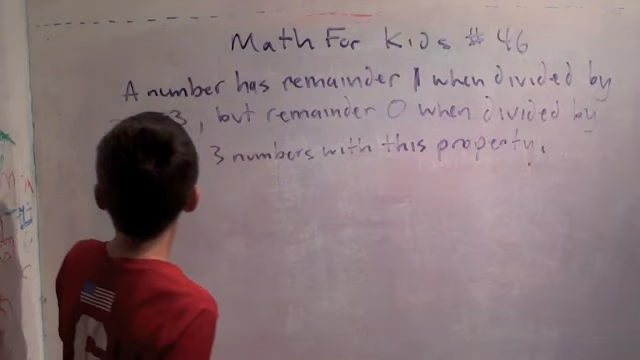 Math For Kids # 46
A number has remainder 1 when divided by
3, but remainder 0 when divided by
3 numbers with this property.